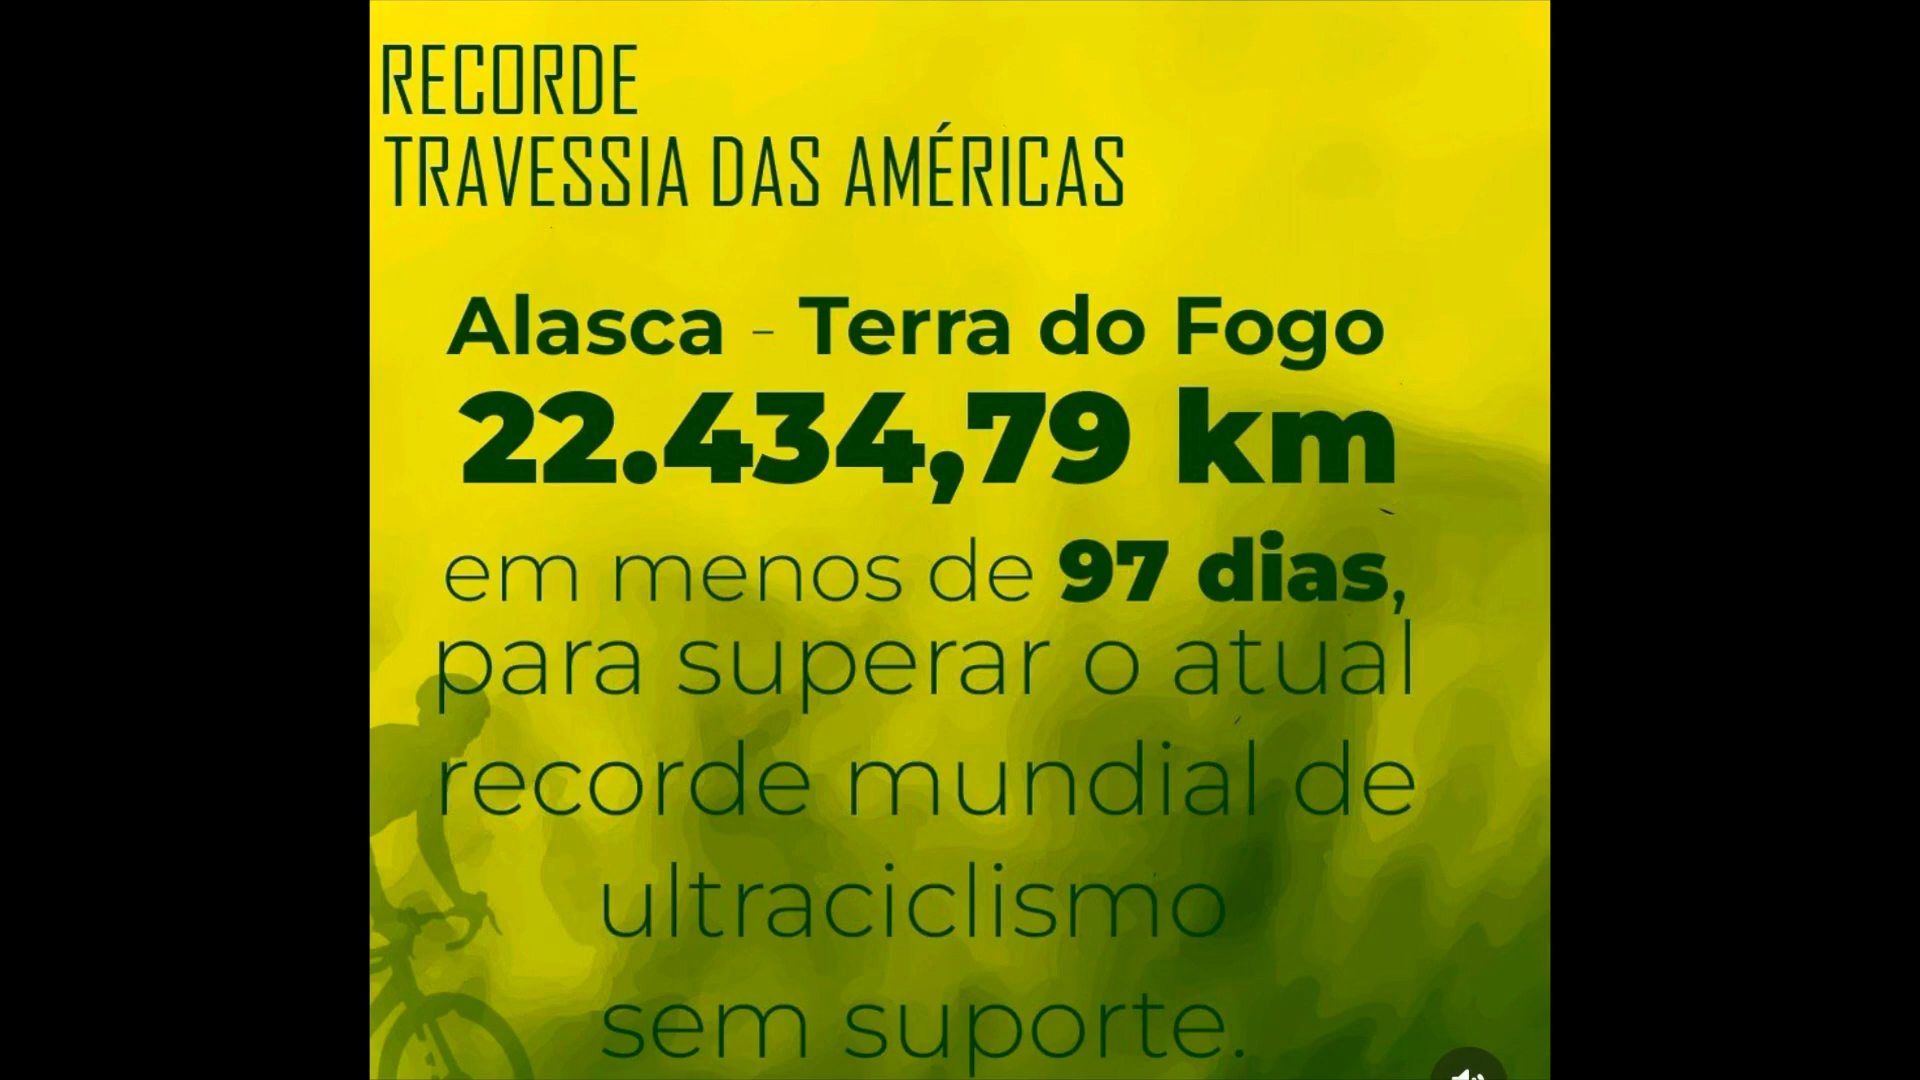 RECORDE
TRAVESSIA DAS AMÉRICAS
Alasca - Terra do Fogo
22.434,79 km
em menos de 97 dias,
para superar o atual
recorde mundial de
ultraciclismo
sem suporte.